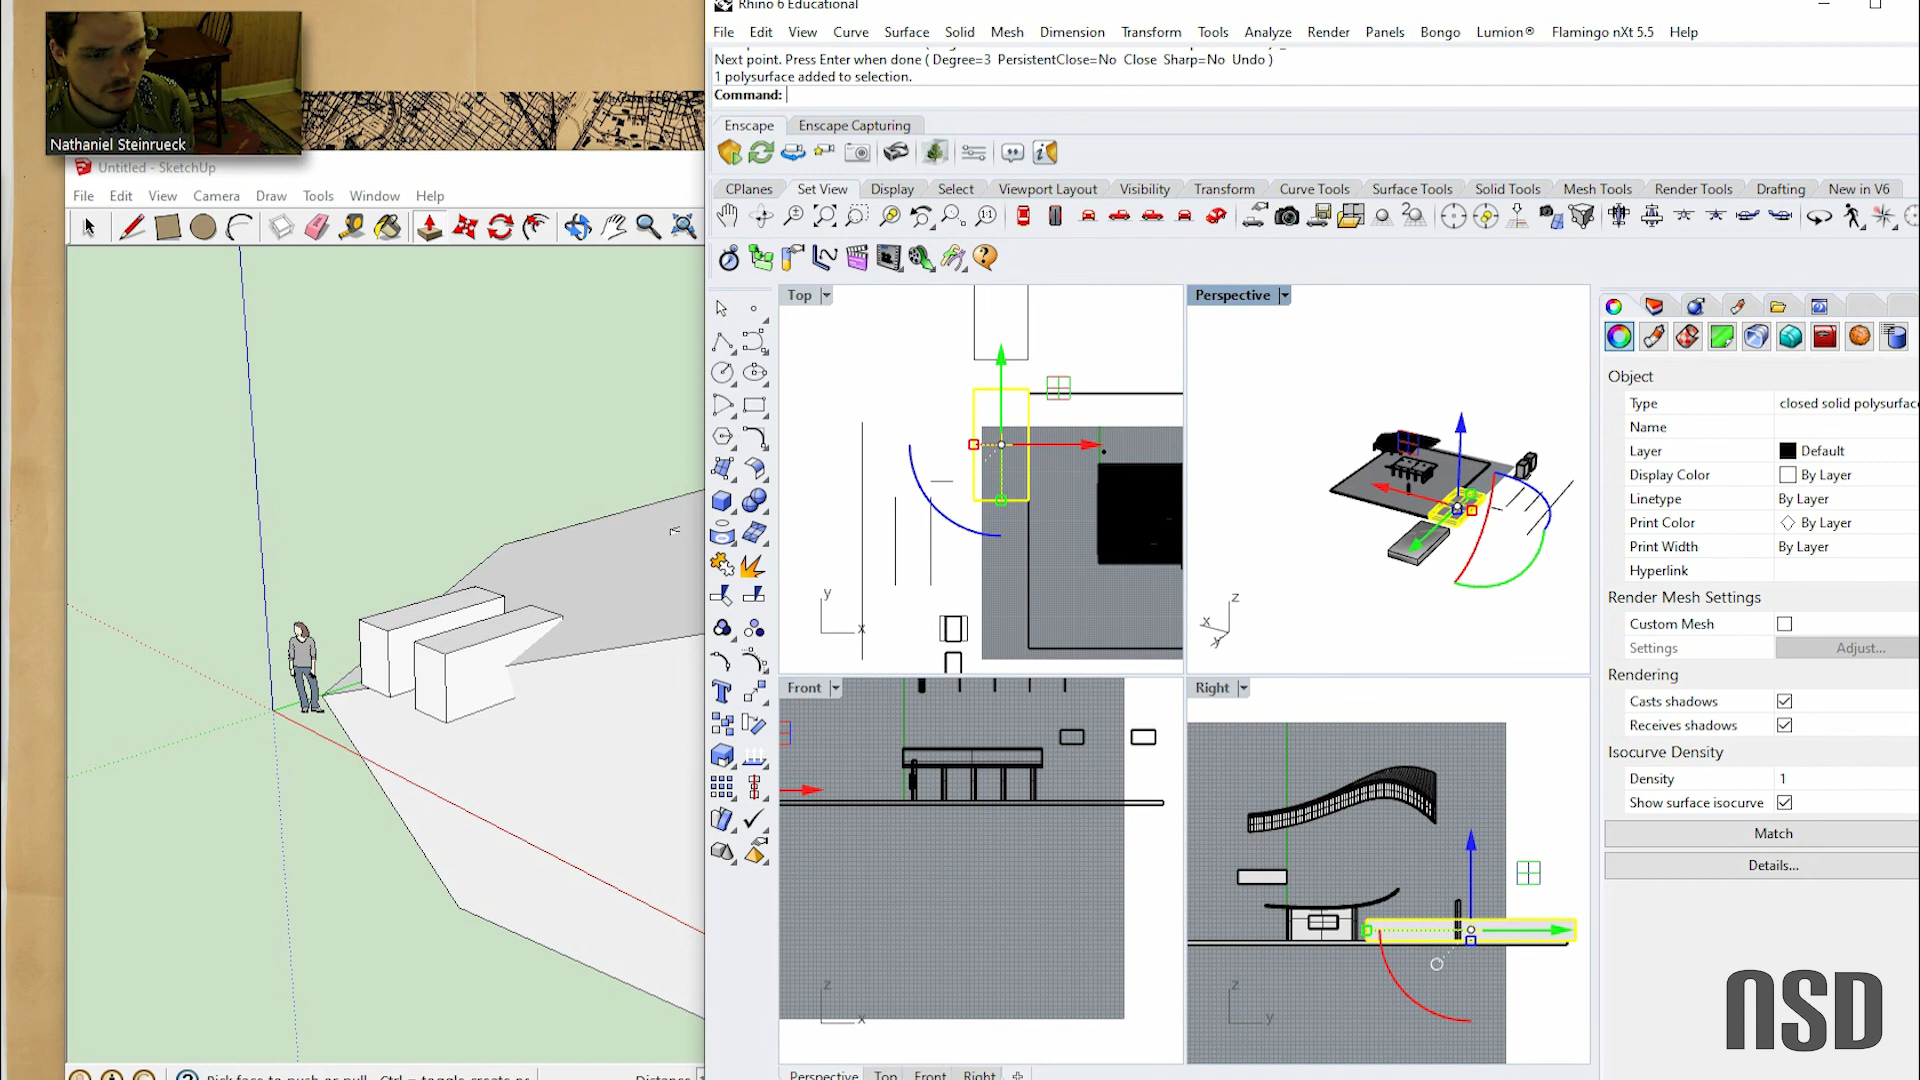 Rhino 6 Educational
File Edit View Curve Surface Solid Mesh Dimension Transform Tools Analyze Render Panels Bongo Lumion® Flamingo nXt 5.5 Help
Next point. Press Enter when done ( Degree=3 PersistentClose=No Close Sharp=No Undo )
1 polysurface added to selection.
Command:
Enscape Enscape Capturing
CPlanes Set View Display Select Viewport Layout Visibility Transform Curve Tools Surface Tools Solid Tools Mesh Tools Render Tools Drafting New in V6
Nathaniel Steinrueck
Untitled - SketchUp
File Edit View Camera Draw Tools Window Help
Top
Perspective
Front
Right
y
x
z
x
y
z
x
z
y
Object
Type closed solid polysurface
Name
Layer Default
Display Color By Layer
Linetype By Layer
Print Color By Layer
Print Width By Layer
Hyperlink
Render Mesh Settings
Custom Mesh
Settings Adjust...
Rendering
Casts shadows
Receives shadows
Isocurve Density
Density 1
Show surface isocurve
Match
Details...
NSD
Perspective Top Front Right